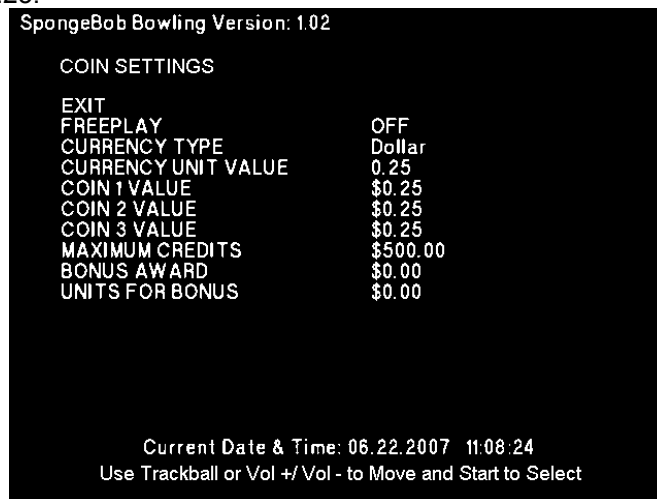 SpongeBob Bowling Version: 1.02
COIN SETTINGS
EXIT
FREEPLAY OFF
CURRENCY TYPE Dollar
CURRENCY UNIT VALUE 0.25
COIN 1 VALUE $0.25
COIN 2 VALUE $0.25
COIN 3 VALUE $0.25
MAXIMUM CREDITS $500.00
BONUS AWARD $0.00
UNITS FOR BONUS $0.00
Current Date & Time: 06.22.2007 11:08:24
Use Trackball or Vol +/ Vol - to Move and Start to Select